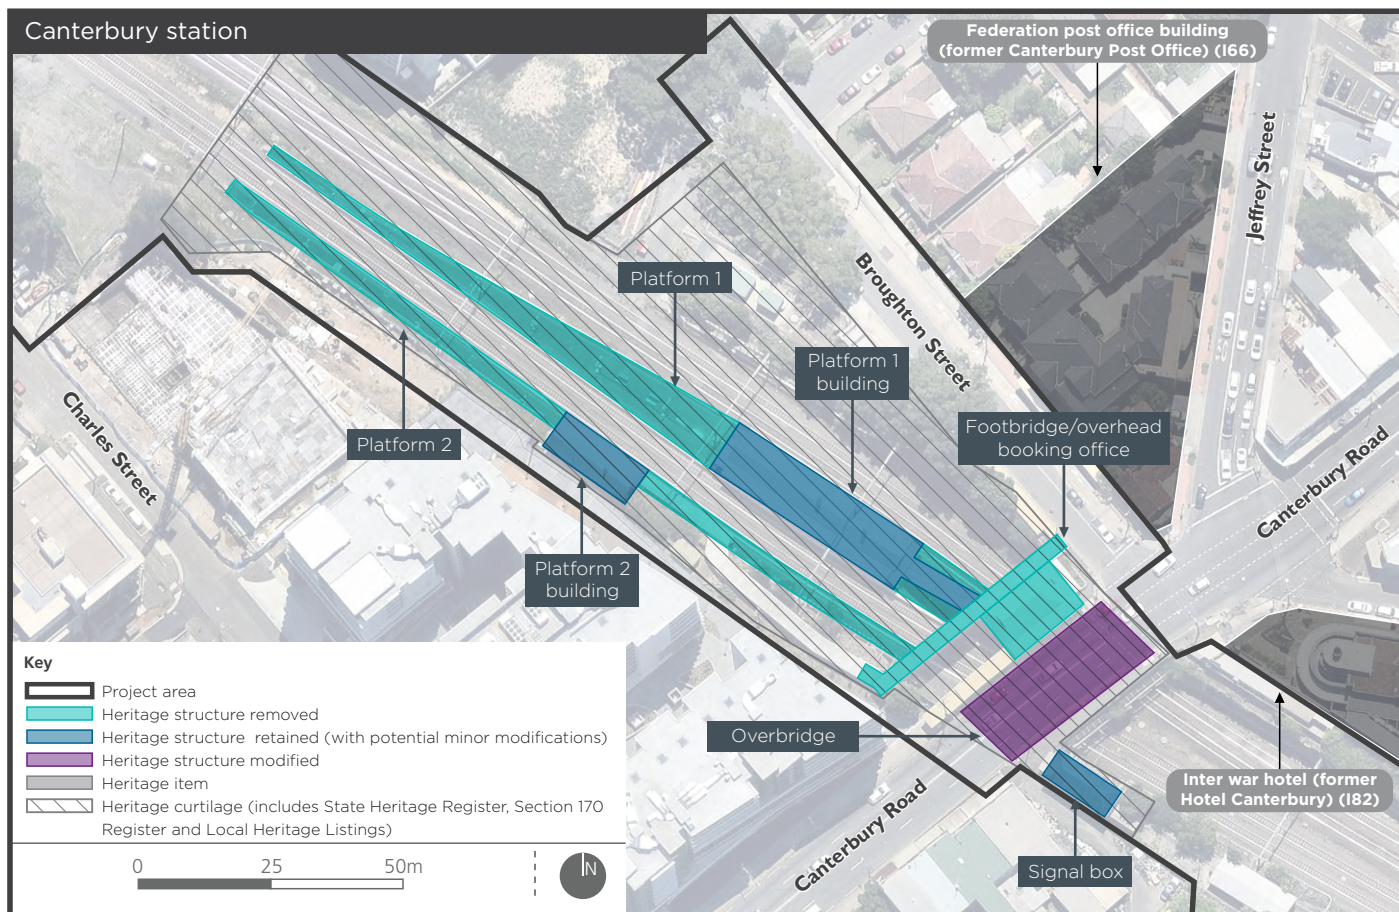 Canterbury station
Federation post office building
(former Canterbury Post Office) (I66)
Jeffrey Street
Broughton Street
Platform 1
Platform 1
building
Footbridge/overhead
booking office
Canterbury Road
Charles Street
Platform 2
Platform 2
building
Overbridge
Inter war hotel (former
Hotel Canterbury) (I82)
Canterbury Road
Signal box
Key
Project area
Heritage structure removed
Heritage structure retained (with potential minor modifications)
Heritage structure modified
Heritage item
Heritage curtilage (includes State Heritage Register, Section 170
Register and Local Heritage Listings)
0 25 50m
N